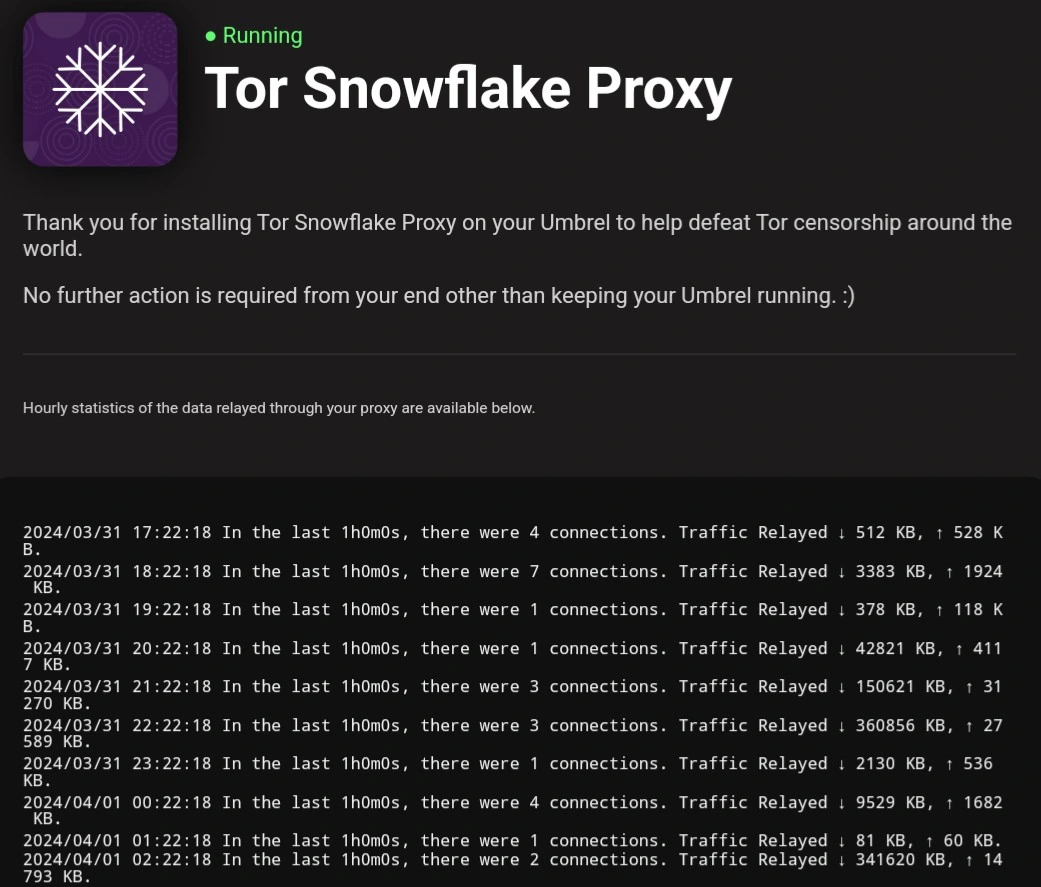 ● Running
Tor Snowflake Proxy
Thank you for installing Tor Snowflake Proxy on your Umbrel to help defeat Tor censorship around the
world.
No further action is required from your end other than keeping your Umbrel running. :)
Hourly statistics of the data relayed through your proxy are available below.
2024/03/31 17:22:18 In the last 1h0m0s, there were 4 connections. Traffic Relayed ↓ 512 KB, ↑ 528 K
B.
2024/03/31 18:22:18 In the last 1h0m0s, there were 7 connections. Traffic Relayed ↓ 3383 KB, ↑ 1924
KB.
2024/03/31 19:22:18 In the last 1h0m0s, there were 1 connections. Traffic Relayed ↓ 378 KB, ↑ 118 K
B.
2024/03/31 20:22:18 In the last 1h0m0s, there were 1 connections. Traffic Relayed ↓ 42821 KB, ↑ 411
7 KB.
2024/03/31 21:22:18 In the last 1h0m0s, there were 3 connections. Traffic Relayed ↓ 150621 KB, ↑ 31
270 KB.
2024/03/31 22:22:18 In the last 1h0m0s, there were 3 connections. Traffic Relayed ↓ 360856 KB, ↑ 27
589 KB.
2024/03/31 23:22:18 In the last 1h0m0s, there were 1 connections. Traffic Relayed ↓ 2130 KB, ↑ 536
KB.
2024/04/01 00:22:18 In the last 1h0m0s, there were 4 connections. Traffic Relayed ↓ 9529 KB, ↑ 1682
KB.
2024/04/01 01:22:18 In the last 1h0m0s, there were 1 connections. Traffic Relayed ↓ 81 KB, ↑ 60 KB.
2024/04/01 02:22:18 In the last 1h0m0s, there were 2 connections. Traffic Relayed ↓ 341620 KB, ↑ 14
793 KB.